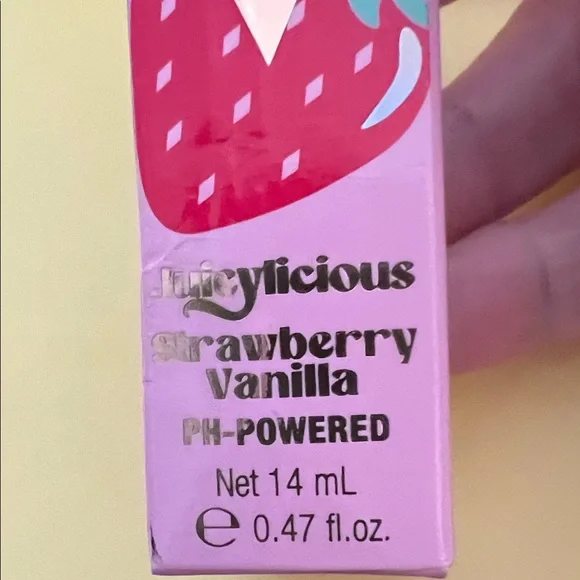 Juicylicious
Strawberry
Vanilla
PH-POWERED
Net 14 mL
℮ 0.47 fl.oz.